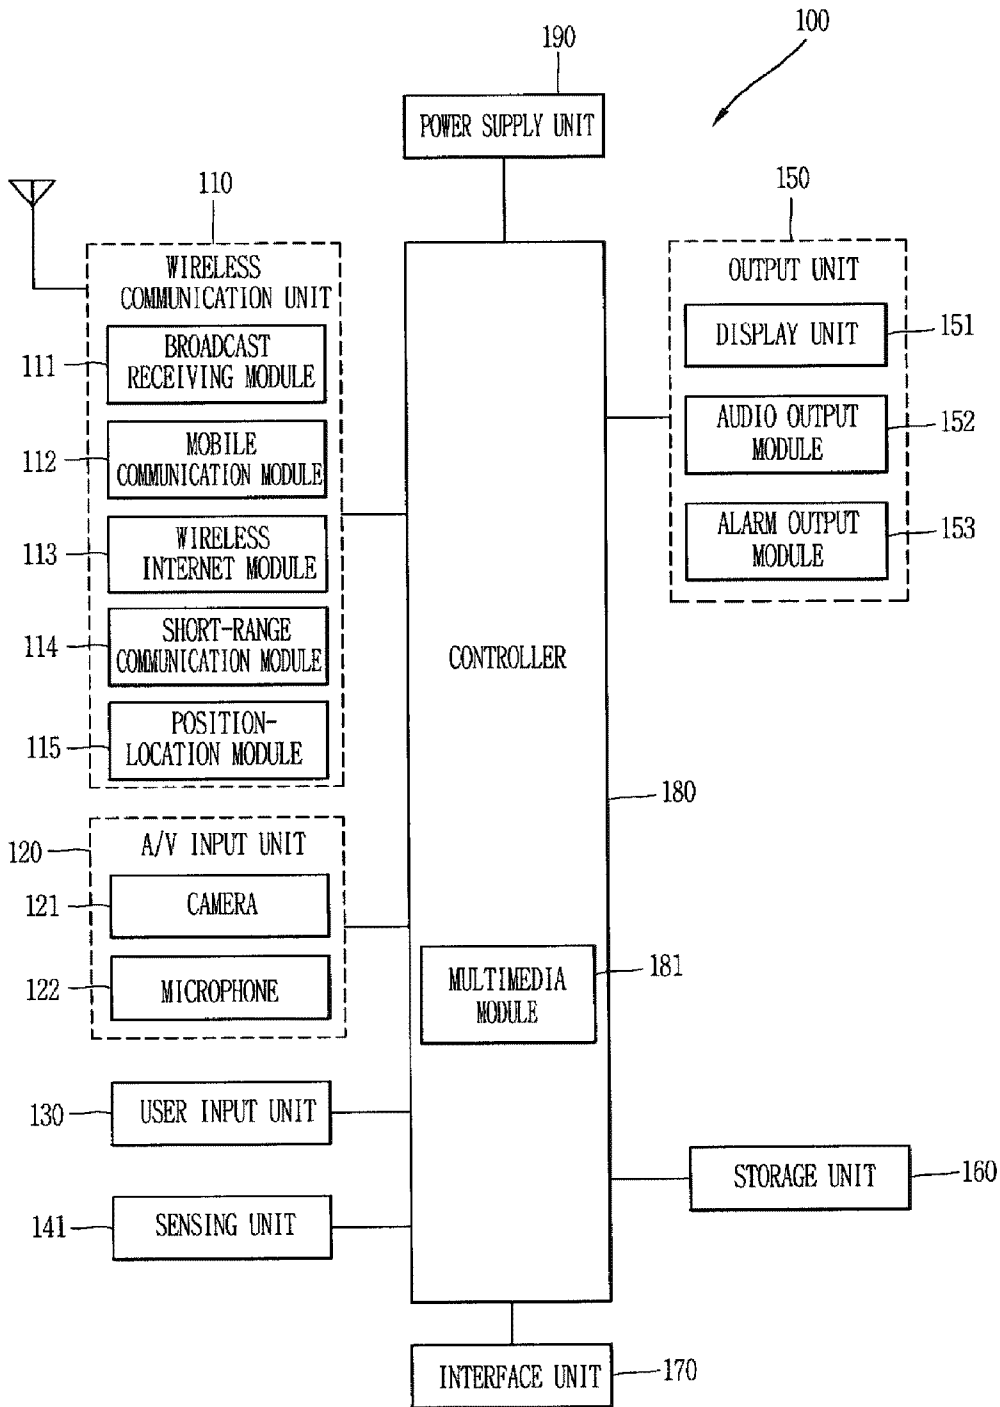 100
190
POWER SUPPLY UNIT
110
WIRELESS
COMMUNICATION UNIT
111
BROADCAST
RECEIVING MODULE
112
MOBILE
COMMUNICATION MODULE
113
WIRELESS
INTERNET MODULE
114
SHORT-RANGE
COMMUNICATION MODULE
115
POSITION-
LOCATION MODULE
120
A/V INPUT UNIT
121
CAMERA
122
MICROPHONE
130
USER INPUT UNIT
141
SENSING UNIT
CONTROLLER
180
MULTIMEDIA
MODULE
181
150
OUTPUT UNIT
DISPLAY UNIT
151
AUDIO OUTPUT
MODULE
152
ALARM OUTPUT
MODULE
153
STORAGE UNIT
160
INTERFACE UNIT
170